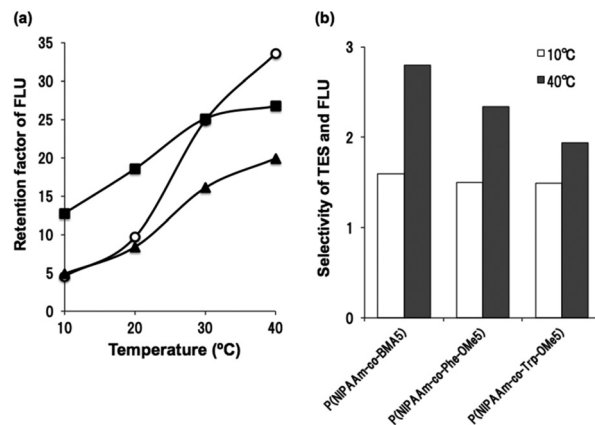 (a)
Retention factor of FLU
35
30
25
20
15
10
5
0
10
20
30
40
Temperature (ºC)
(b)
Selectivity of TES and FLU
3
2
1
0
10ºC
40ºC
P(NIPAAm-co-BMA5)
P(NIPAAm-co-Phe-OMe5)
P(NIPAAm-co-Trp-OMe5)